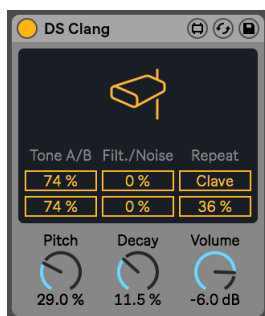 DS Clang
Tone A/B Filt./Noise Repeat
74 % 0 % Clave
74 % 0 % 36 %
Pitch Decay Volume
29.0 % 11.5 % -6.0 dB